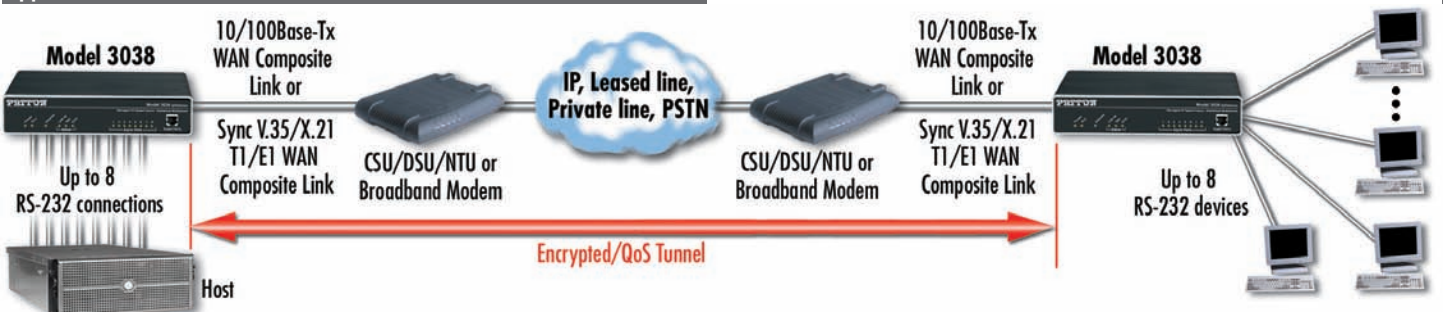 Model 3038
PATTON
10/100Base-Tx
WAN Composite
Link or
Sync V.35/X.21
T1/E1 WAN
Composite Link
CSU/DSU/NTU or
Broadband Modem
IP, Leased line,
Private line, PSTN
CSU/DSU/NTU or
Broadband Modem
10/100Base-Tx
WAN Composite
Link or
Sync V.35/X.21
T1/E1 WAN
Composite Link
Model 3038
PATTON
Up to 8
RS-232 connections
Up to 8
RS-232 devices
Encrypted/QoS Tunnel
Host